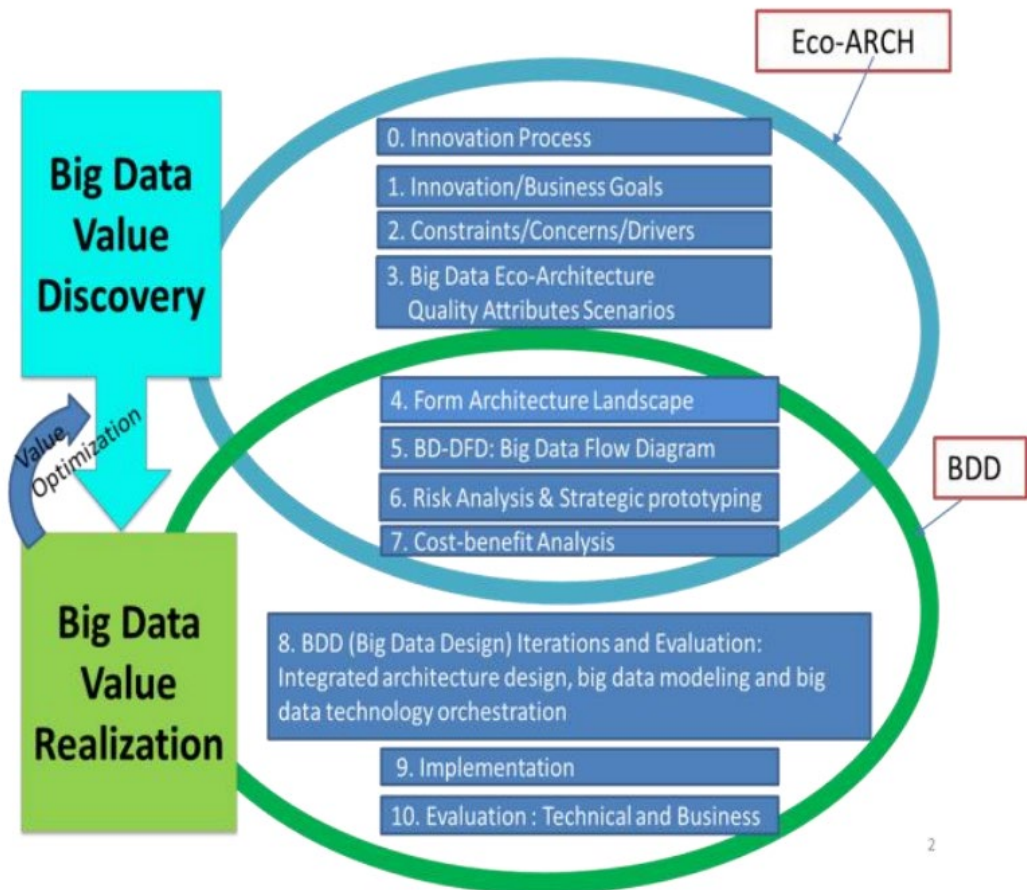 Eco-ARCH
Big Data
Value
Discovery
0. Innovation Process
1. Innovation/Business Goals
2. Constraints/Concerns/Drivers
3. Big Data Eco-Architecture
Quality Attributes Scenarios
Value
Optimization
4. Form Architecture Landscape
5. BD-DFD: Big Data Flow Diagram
6. Risk Analysis & Strategic prototyping
7. Cost-benefit Analysis
BDD
Big Data
Value
Realization
8. BDD (Big Data Design) Iterations and Evaluation:
Integrated architecture design, big data modeling and big
data technology orchestration
9. Implementation
10. Evaluation : Technical and Business
2